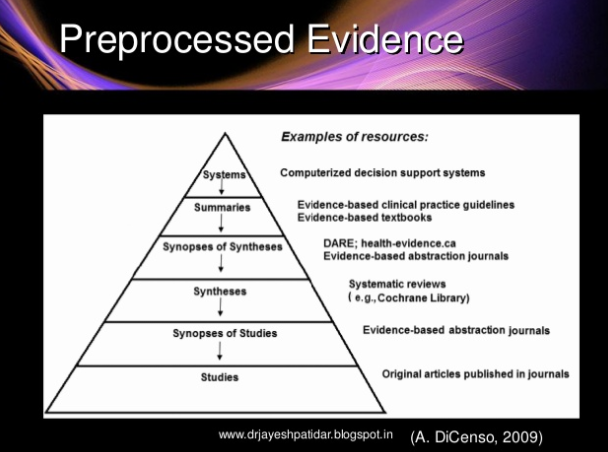 Preprocessed Evidence
Examples of resources:
Systems
Computerized decision support systems
Summaries
Evidence-based clinical practice guidelines
Evidence-based textbooks
Synopses of Syntheses
DARE; health-evidence.ca
Evidence-based abstraction journals
Syntheses
Systematic reviews
( e.g., Cochrane Library)
Synopses of Studies
Evidence-based abstraction journals
Studies
Original articles published in journals
www.drjayeshpatidar.blogspot.in
(A. DiCenso, 2009)